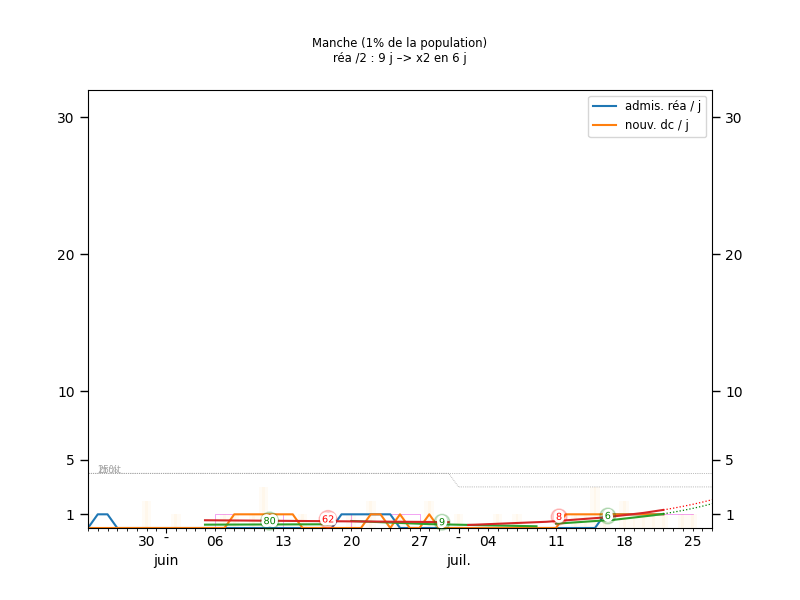 Manche (1% de la population)
réa /2 : 9 j –> x2 en 6 j
admis. réa / j
nouv. dc / j
30 30
20 20
10 10
5 5
1 1
80 62 9 8 6
30 - 06 13 20 27 - 04 11 18 25
juin juil.